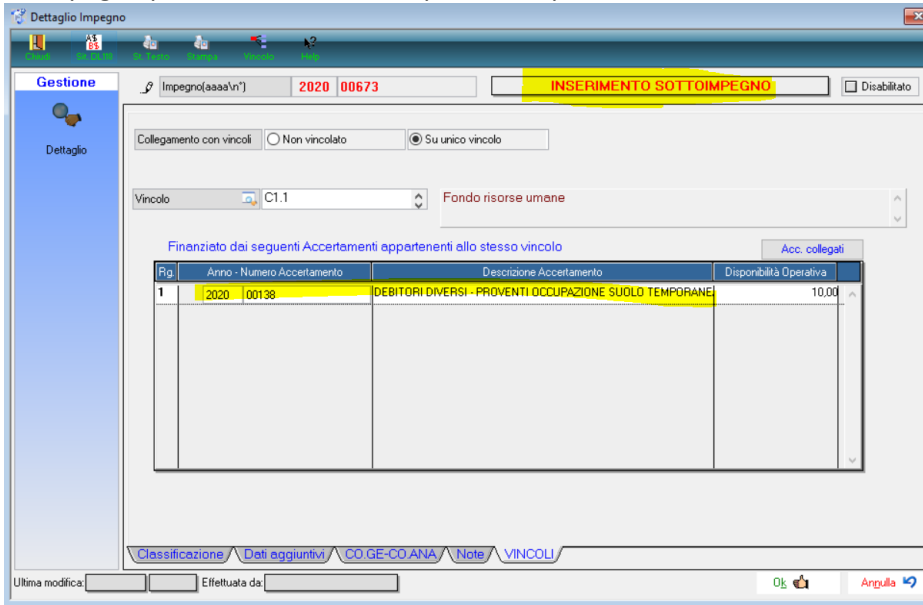 Dettaglio Impegno
Chiudi
St. Testo
Stampa
Vincolo
Help
Gestione
Impegno(aaaa\n°)
2020
00673
INSERIMENTO SOTTOIMPEGNO
Disabilitato
Dettaglio
Collegamento con vincoli
Non vincolato
Su unico vincolo
Vincolo
C1.1
Fondo risorse umane
Finanziato dai seguenti Accertamenti appartenenti allo stesso vincolo
Acc. collegati
Rg.
Anno - Numero Accertamento
Descrizione Accertamento
Disponibilità Operativa
1
2020
00138
DEBITORI DIVERSI - PROVENTI OCCUPAZIONE SUOLO TEMPORANE
10,00
Classificazione
Dati aggiuntivi
CO.GE-CO.ANA
Note
VINCOLI
Ultima modifica:
Effettuata da:
Ok
Annulla